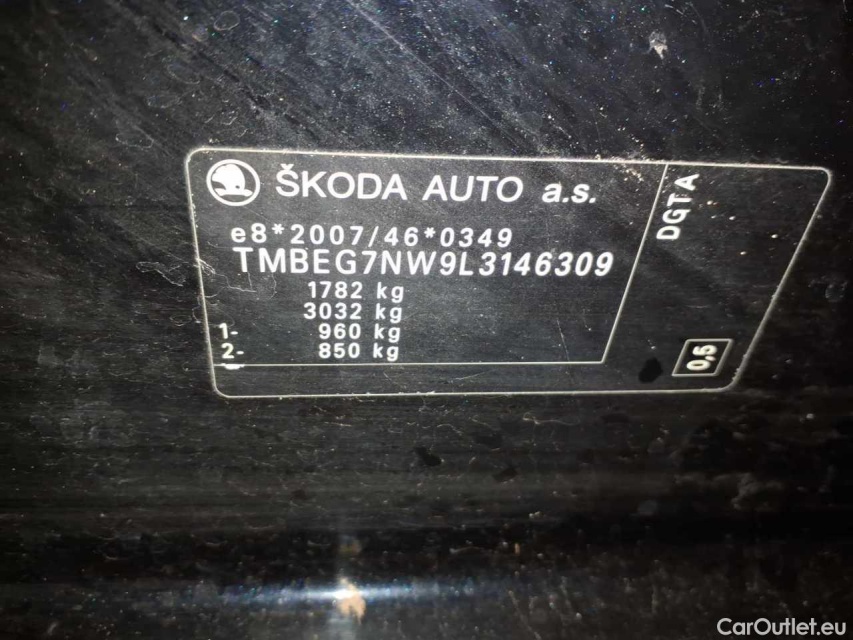 ŠKODA AUTO a.s.
e8*2007/46*0349
TMBEG7NW9L3146309
1782 kg
3032 kg
1- 960 kg
2- 850 kg
DGTA
0,5
CarOutlet.eu